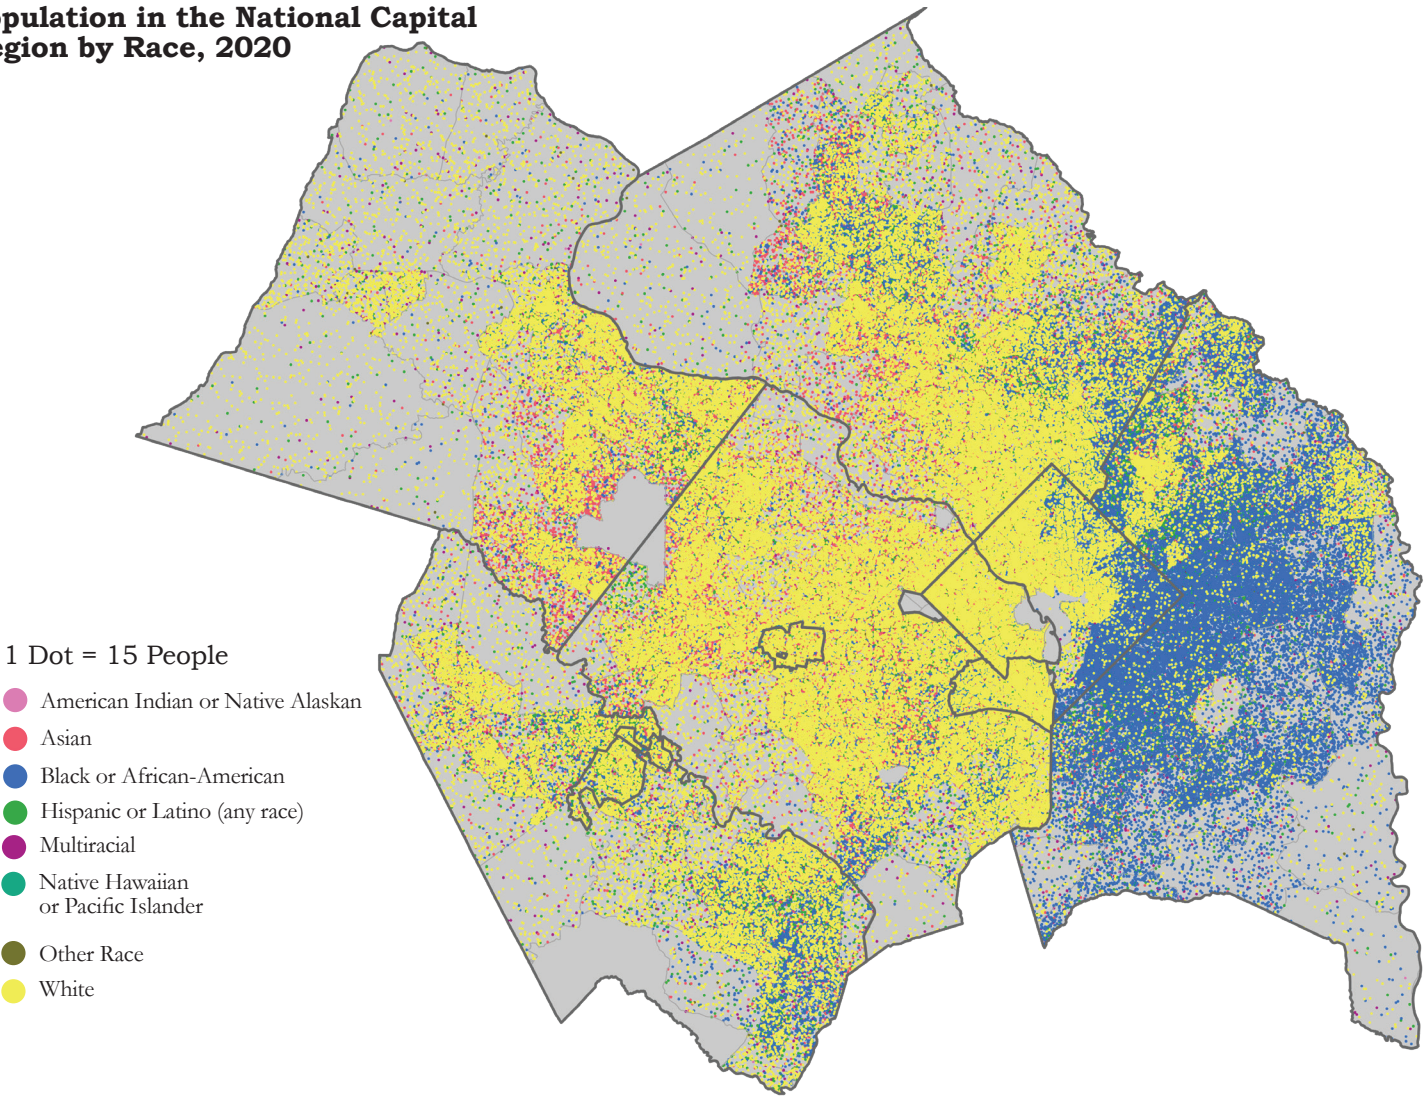 opulation in the National Capital
egion by Race, 2020
1 Dot = 15 People
American Indian or Native Alaskan
Asian
Black or African-American
Hispanic or Latino (any race)
Multiracial
Native Hawaiian
or Pacific Islander
Other Race
White